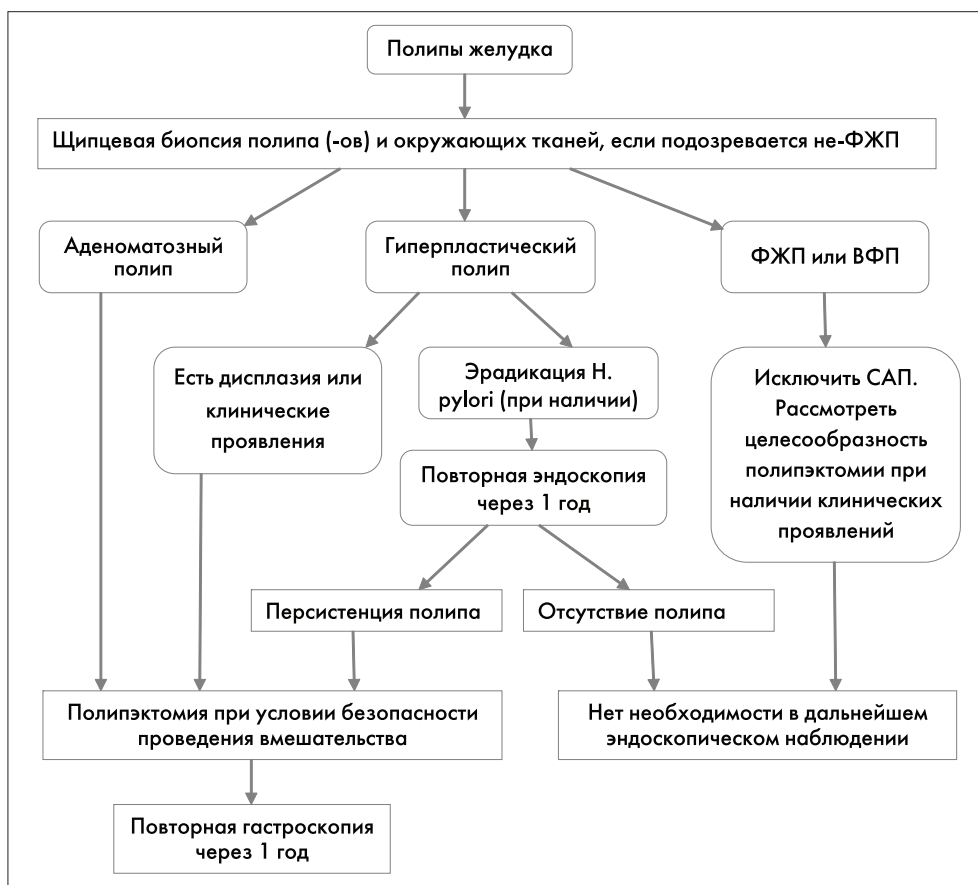 Полипы желудка
Щипцевая биопсия полипа (-ов) и окружающих тканей, если подозревается не-ФЖП
Аденоматозный
полип
Гиперпластический
полип
ФЖП или ВФП
Есть дисплазия или
клинические
проявления
Эрадикация H.
pylori (при наличии)
Исключить САП.
Рассмотреть
целесообразность
полипэктомии при
наличии клинических
проявлений
Повторная эндоскопия
через 1 год
Персистенция полипа
Отсутствие полипа
Полипэктомия при условии безопасности
проведения вмешательства
Нет необходимости в дальнейшем
эндоскопическом наблюдении
Повторная гастроскопия
через 1 год